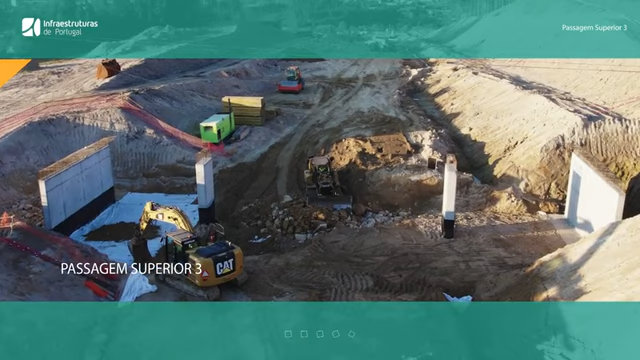 Infraestruturas
de Portugal
Passagem Superior 3
PASSAGEM SUPERIOR 3
CAT